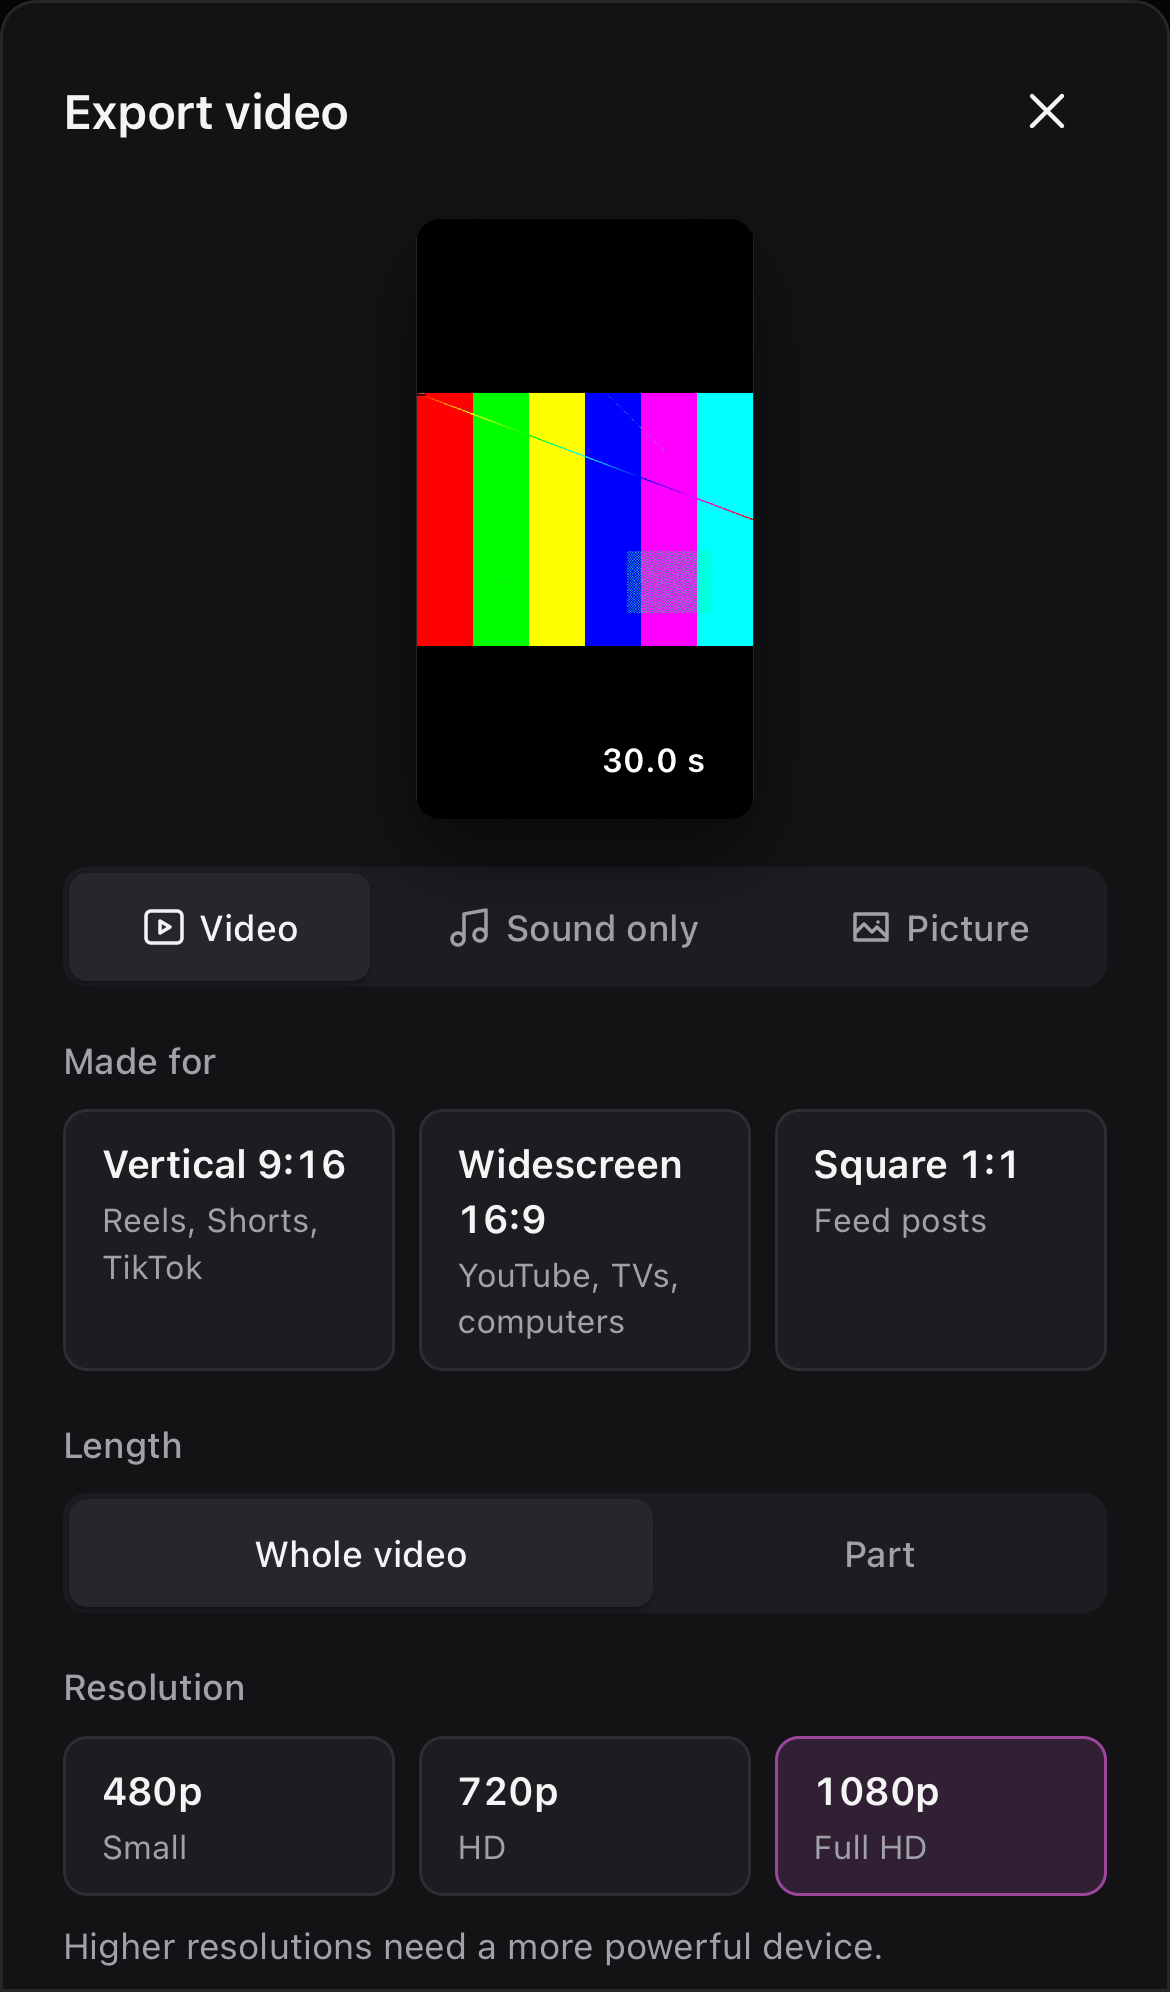 Export video
30.0 s
Video
Sound only
Picture
Made for
Vertical 9:16
Reels, Shorts,
TikTok
Widescreen
16:9
YouTube, TVs,
computers
Square 1:1
Feed posts
Length
Whole video
Part
Resolution
480p
Small
720p
HD
1080p
Full HD
Higher resolutions need a more powerful device.